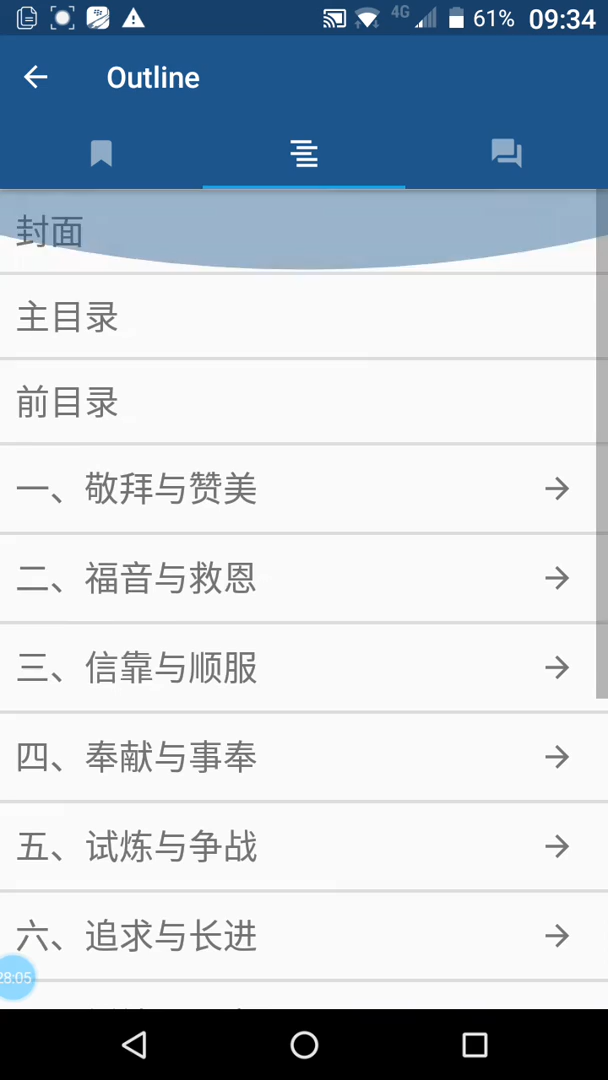 4G 61% 09:34
Outline
封面
主目录
前目录
一、敬拜与赞美
二、福音与救恩
三、信靠与顺服
四、奉献与事奉
五、试炼与争战
六、追求与长进
28:05